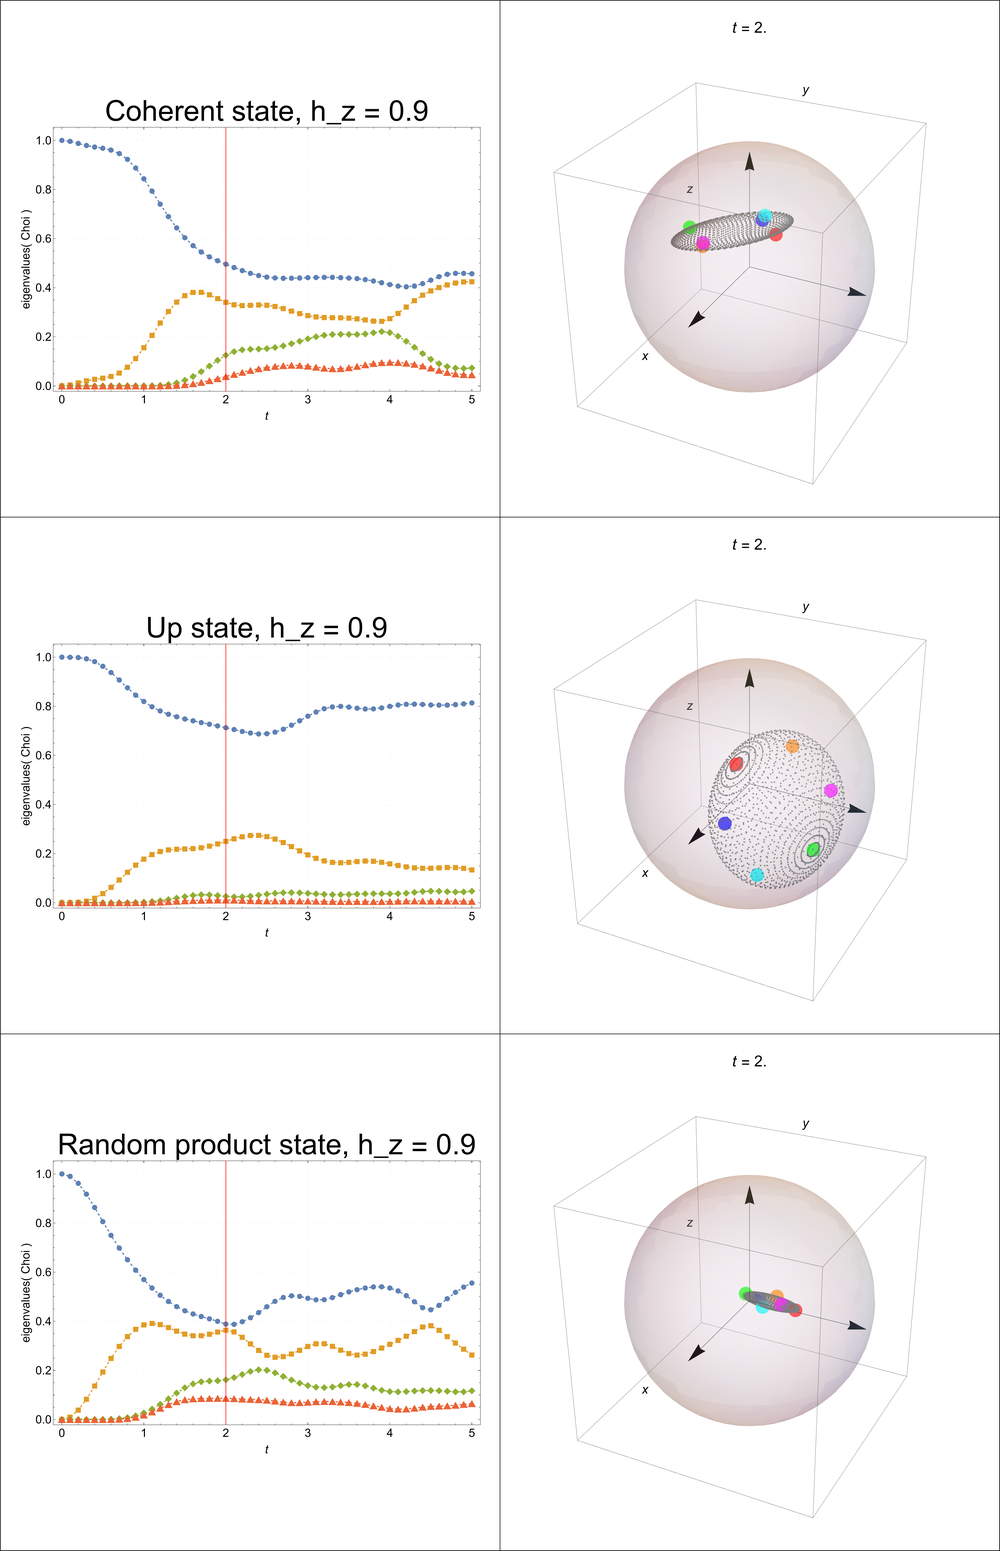 Coherent state, h_z = 0.9
eigenvalues( Choi )
1.0
0.8
0.6
0.4
0.2
0.0
0 1 2 3 4 5
t
t = 2.
y
z
x
Up state, h_z = 0.9
eigenvalues( Choi )
1.0
0.8
0.6
0.4
0.2
0.0
0 1 2 3 4 5
t
t = 2.
y
z
x
Random product state, h_z = 0.9
eigenvalues( Choi )
1.0
0.8
0.6
0.4
0.2
0.0
0 1 2 3 4 5
t
t = 2.
y
z
x